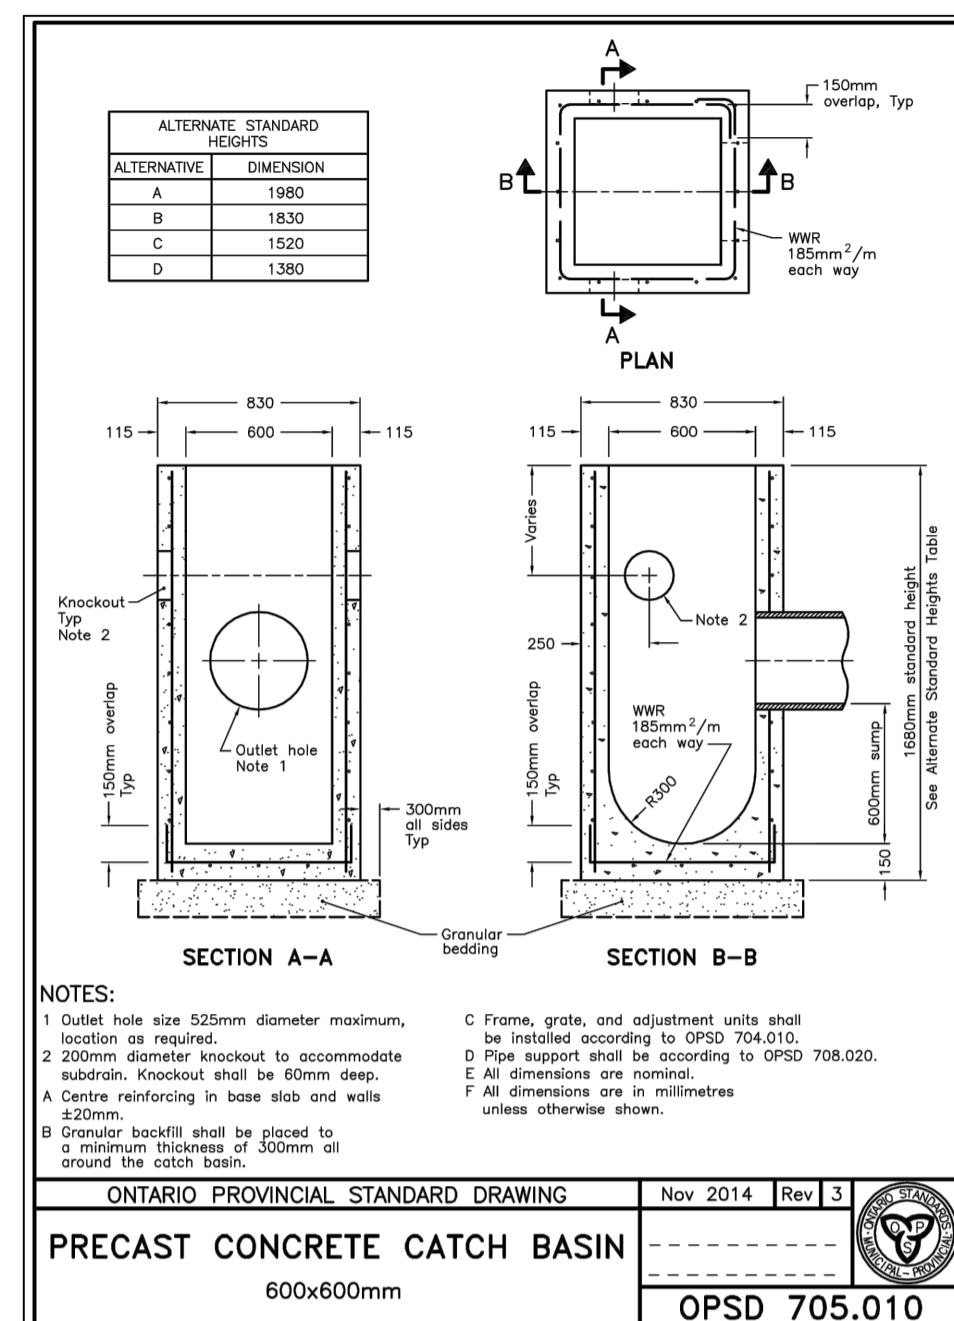 ALTERNATE STANDARD
HEIGHTS
ALTERNATIVE DIMENSION
A 1980
B 1830
C 1520
D 1380
A
150mm
overlap, Typ
B
B
WWR
185mm²/m
each way
A
PLAN
830
115 600 115
Knockout
Typ
Note 2
150mm overlap
Typ
Outlet hole
Note 1
300mm
all sides
Typ
SECTION A-A
830
115 600 115
Varies
Note 2
250
WWR
185mm²/m
each way
150mm overlap
Typ
R300
600mm sump
150
1680mm standard height
See Alternate Standard Heights Table
Granular
bedding
SECTION B-B
NOTES:
1 Outlet hole size 525mm diameter maximum,
location as required.
2 200mm diameter knockout to accommodate
subdrain. Knockout shall be 60mm deep.
A Centre reinforcing in base slab and walls
±20mm.
B Granular backfill shall be placed to
a minimum thickness of 300mm all
around the catch basin.
C Frame, grate, and adjustment units shall
be installed according to OPSD 704.010.
D Pipe support shall be according to OPSD 708.020.
E All dimensions are nominal.
F All dimensions are in millimetres
unless otherwise shown.
ONTARIO PROVINCIAL STANDARD DRAWING
Nov 2014 Rev 3
PRECAST CONCRETE CATCH BASIN
600x600mm
ONTARIO STANDARDS
MUNICIPAL - PROVINCIAL
O P S
OPSD 705.010